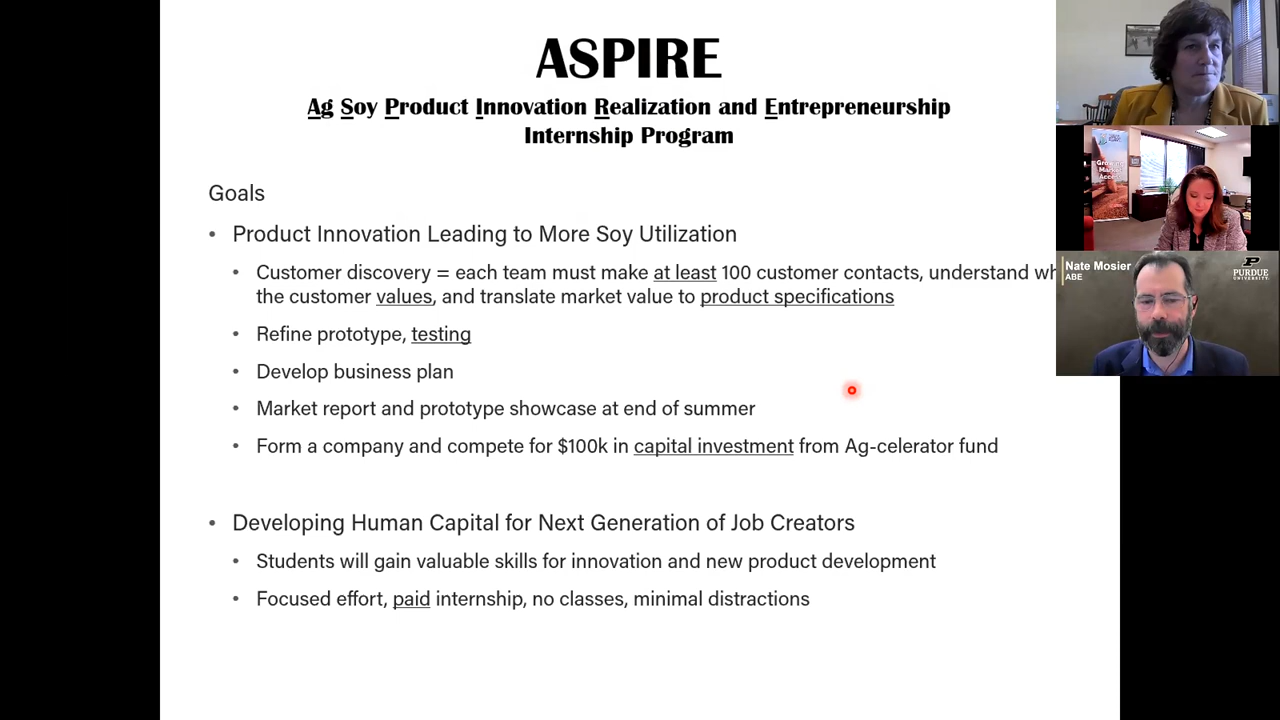 ASPIRE
Ag Soy Product Innovation Realization and Entrepreneurship
Internship Program
Goals
• Product Innovation Leading to More Soy Utilization
• Customer discovery = each team must make at least 100 customer contacts, understand
the customer values, and translate market value to product specifications
• Refine prototype, testing
• Develop business plan
• Market report and prototype showcase at end of summer
• Form a company and compete for $100k in capital investment from Ag-celerator fund
• Developing Human Capital for Next Generation of Job Creators
• Students will gain valuable skills for innovation and new product development
• Focused effort, paid internship, no classes, minimal distractions
Market
Nate Mosier
ABE
P
PURDUE
UNIVERSITY